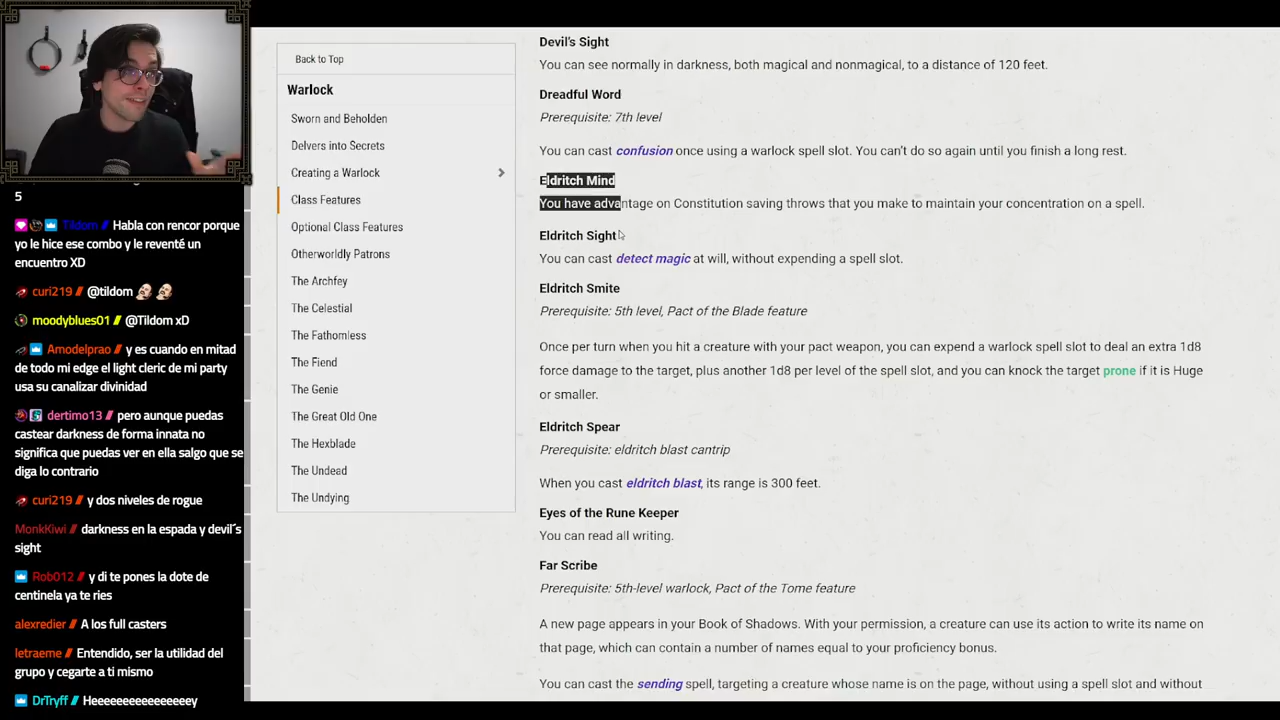 5
Tildom // Habla con rencor porque
yo le hice ese combo y le reventé un
encuentro XD
curi219 // @tildom
moodyblues01 // @Tildom xD
Amodelprao // y es cuando en mitad
de todo mi edge el light cleric de mi party
usa su canalizar divinidad
dertimo13 // pero aunque puedas
castear darkness de forma innata no
significa que puedas ver en ella salgo que se
diga lo contrario
curi219 // y dos niveles de rogue
MonkKiwi // darkness en la espada y devil´s
sight
Rob012 // y di te pones la dote de
centinela ya te ries
alexredier // A los full casters
letraeme // Entendido, ser la utilidad del
grupo y cegarte a ti mismo
DrTryff // Heeeeeeeeeeeeeeey
Back to Top
Warlock
Sworn and Beholden
Delvers into Secrets
Creating a Warlock
Class Features
Optional Class Features
Otherworldly Patrons
The Archfey
The Celestial
The Fathomless
The Fiend
The Genie
The Great Old One
The Hexblade
The Undead
The Undying
Devil's Sight
You can see normally in darkness, both magical and nonmagical, to a distance of 120 feet.
Dreadful Word
Prerequisite: 7th level
You can cast confusion once using a warlock spell slot. You can't do so again until you finish a long rest.
Eldritch Mind
You have advantage on Constitution saving throws that you make to maintain your concentration on a spell.
Eldritch Sight
You can cast detect magic at will, without expending a spell slot.
Eldritch Smite
Prerequisite: 5th level, Pact of the Blade feature
Once per turn when you hit a creature with your pact weapon, you can expend a warlock spell slot to deal an extra 1d8
force damage to the target, plus another 1d8 per level of the spell slot, and you can knock the target prone if it is Huge
or smaller.
Eldritch Spear
Prerequisite: eldritch blast cantrip
When you cast eldritch blast, its range is 300 feet.
Eyes of the Rune Keeper
You can read all writing.
Far Scribe
Prerequisite: 5th-level warlock, Pact of the Tome feature
A new page appears in your Book of Shadows. With your permission, a creature can use its action to write its name on
that page, which can contain a number of names equal to your proficiency bonus.
You can cast the sending spell, targeting a creature whose name is on the page, without using a spell slot and without